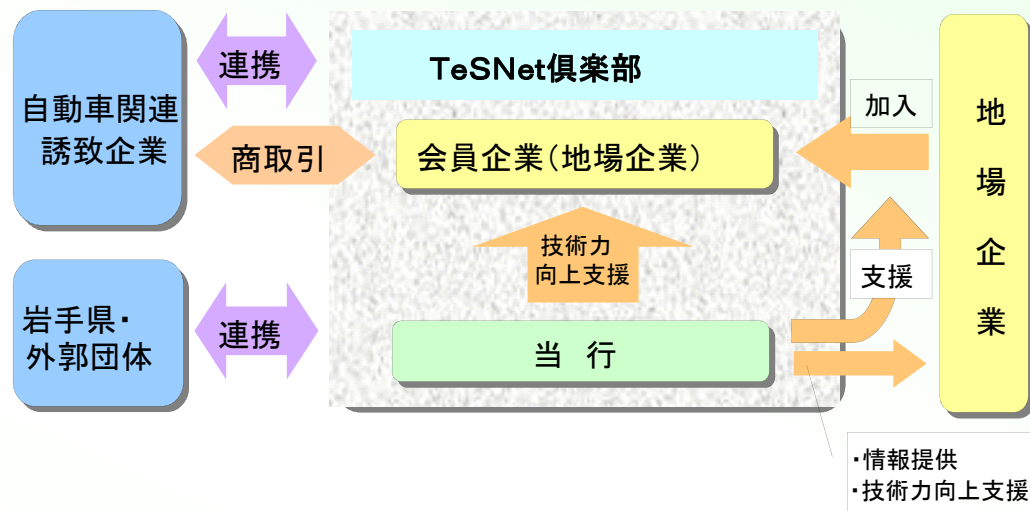 自動車関連
誘致企業
連携
商取引
TeSNet倶楽部
会員企業(地場企業)
技術力
向上支援
当 行
岩手県・
外郭団体
連携
加入
支援
地場企業
・情報提供
・技術力向上支援